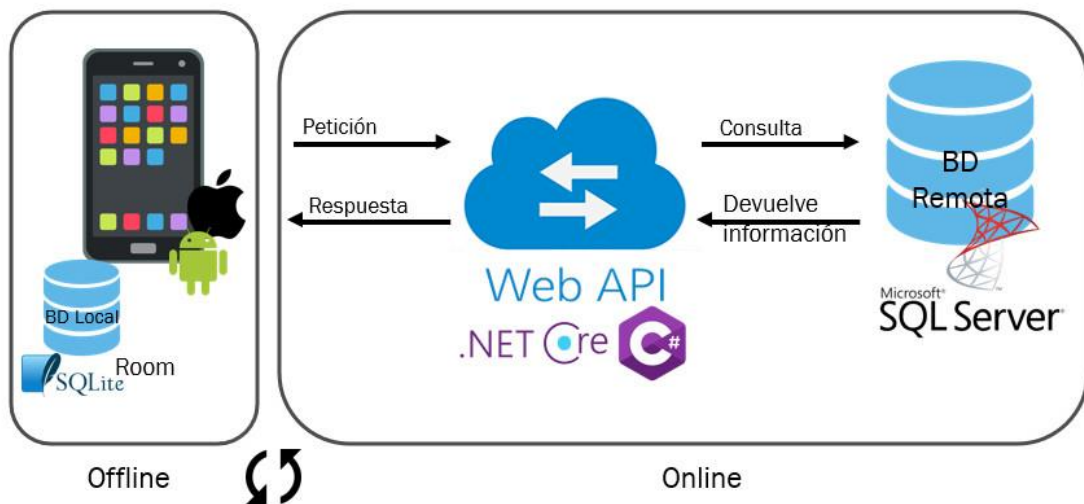 Petición
Respuesta
Consulta
Devuelve
información
BD
Remota
BD Local
SQLite
Room
Web API
.NET Core C#
Microsoft®
SQL Server®
Offline
Online